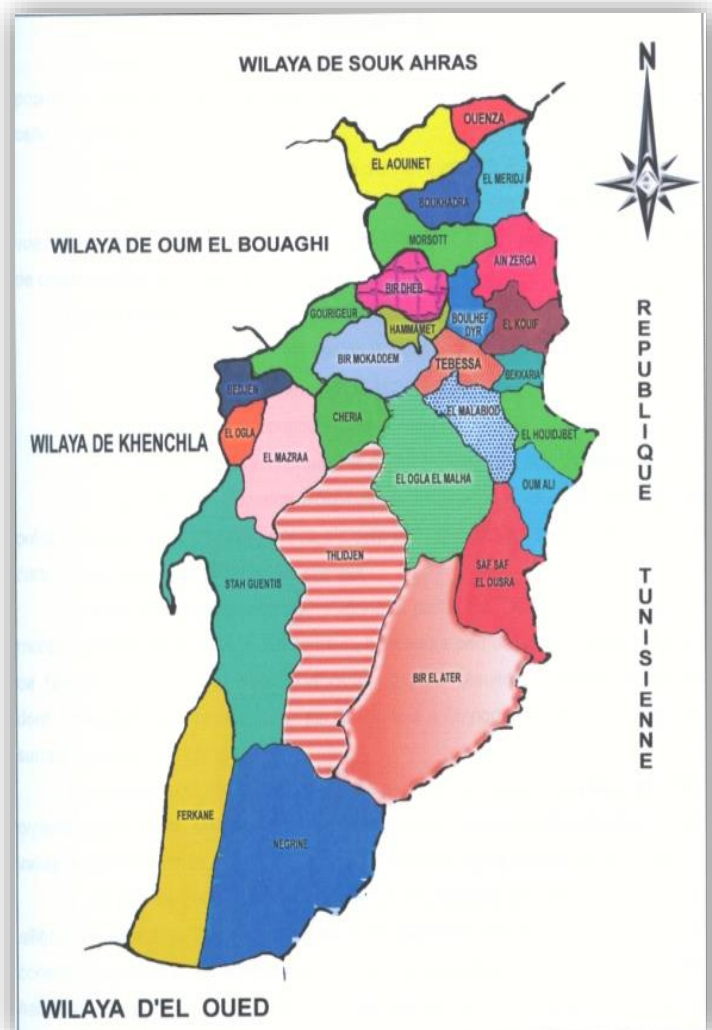 WILAYA DE SOUK AHRAS
N
OUENZA
EL AOUINET
EL MERIDJ
BOUKHADRA
WILAYA DE OUM EL BOUAGHI
MORSOTT
AIN ZERGA
BIR DHEB
GOURIGEUR
HAMMAMET
BOULHEF
DYR
EL KOUIF
BIR MOKADDEM
TEBESSA
BEKKARIA
BEDJEN
EL MALABIOD
CHERIA
EL OGLA
EL HOUIDJBET
WILAYA DE KHENCHLA
EL MAZRAA
EL OGLA EL MALHA
OUM ALI
REPUBLIQUE
THLIDJEN
SAF SAF
EL OUSRA
STAH GUENTIS
TUNISIENNE
BIR EL ATER
FERKANE
NEGRINE
WILAYA D'EL OUED